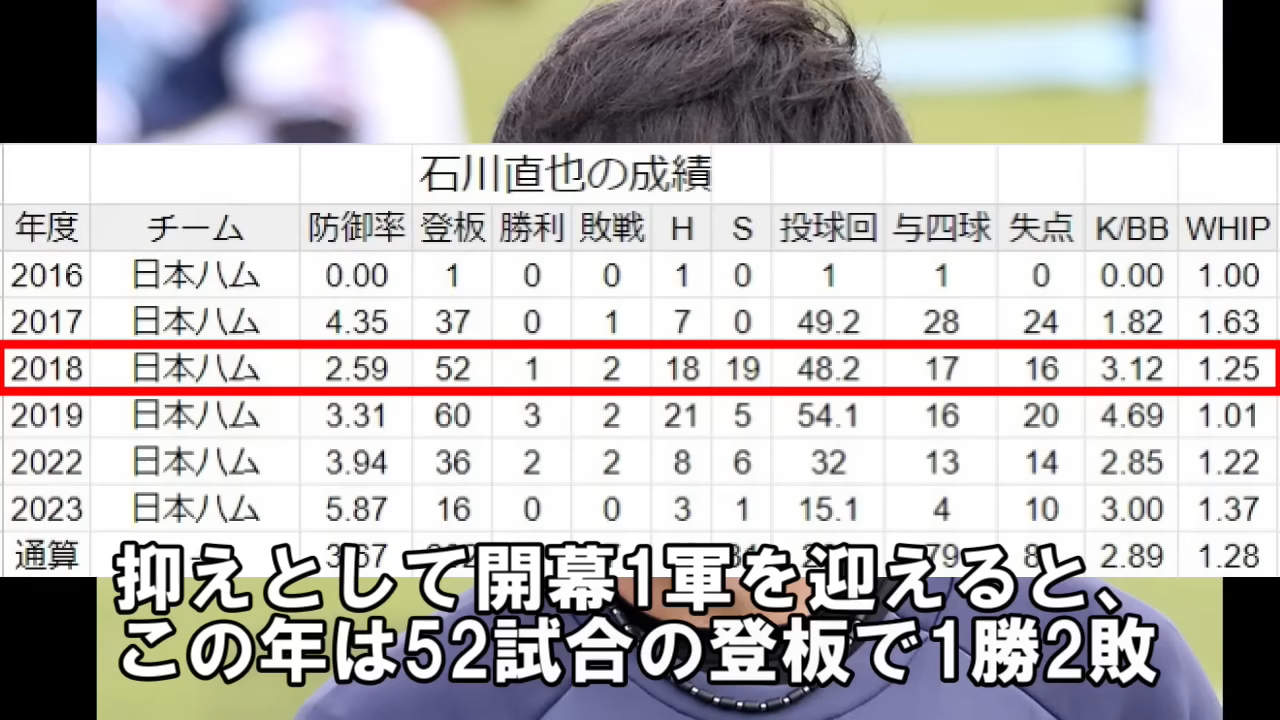 石川直也の成績
年度 チーム 防御率 登板 勝利 敗戦 H S 投球回 与四球 失点 K/BB WHIP
2016 日本ハム 0.00 1 0 0 1 0 1 1 0 0.00 1.00
2017 日本ハム 4.35 37 0 1 7 0 49.2 28 24 1.82 1.63
2018 日本ハム 2.59 52 1 2 18 19 48.2 17 16 3.12 1.25
2019 日本ハム 3.31 60 3 2 21 5 54.1 16 20 4.69 1.01
2022 日本ハム 3.94 36 2 2 8 6 32 13 14 2.85 1.22
2023 日本ハム 5.87 16 0 0 3 1 15.1 4 10 3.00 1.37
通算 3.67 79 2.89 1.28
抑えとして開幕1軍を迎えると、
この年は52試合の登板で1勝2敗